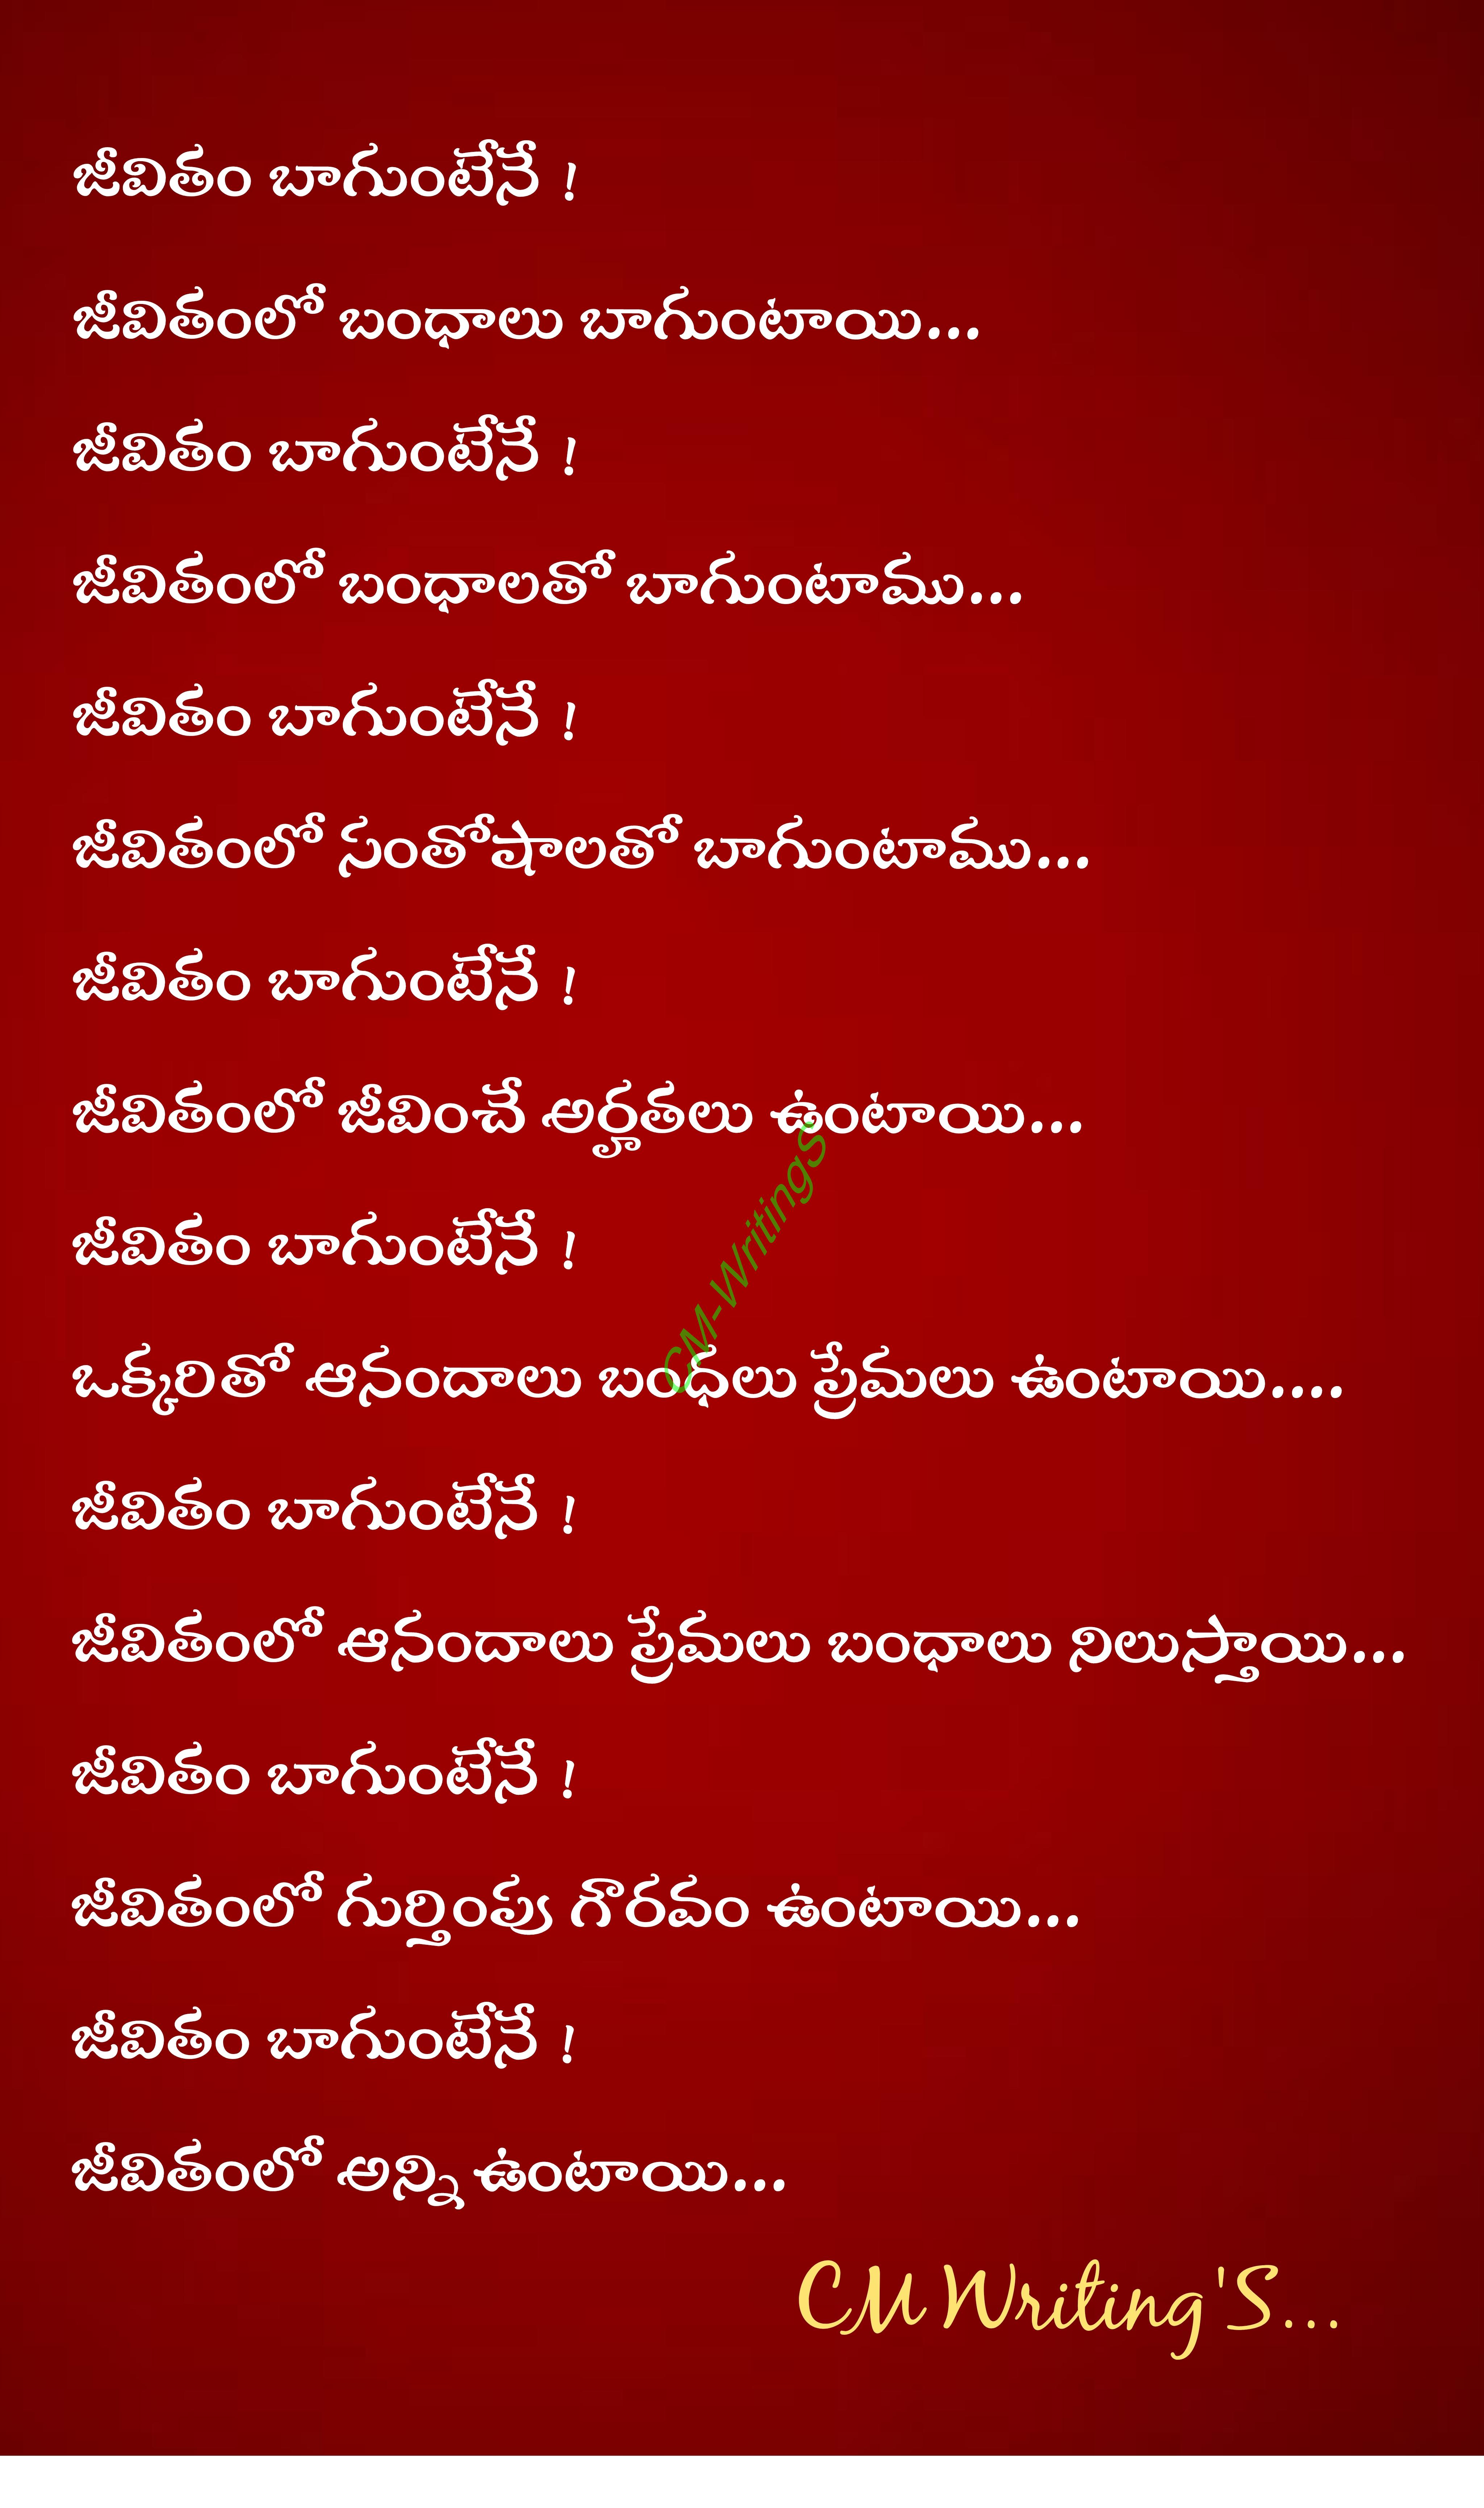 జీవితం బాగుంటేనే !
జీవితంలో బంధాలు బాగుంటాయి...
జీవితం బాగుంటేనే !
జీవితంలో బంధాలతో బాగుంటాము...
జీవితం బాగుంటేనే !
జీవితంలో సంతోషాలతో బాగుంటాము...
జీవితం బాగుంటేనే !
జీవితంలో జీవించే అర్హతలు ఉంటాయి...
జీవితం బాగుంటేనే !
ఒక్కరితో ఆనందాలు బంధలు ప్రేమలు ఉంటాయి....
జీవితం బాగుంటేనే !
జీవితంలో ఆనందాలు ప్రేమలు బంధాలు నిలుస్తాయి...
జీవితం బాగుంటేనే !
జీవితంలో గుర్తింపు గౌరవం ఉంటాయి...
జీవితం బాగుంటేనే !
జీవితంలో అన్ని ఉంటాయి...
CM Writing'S...
CM-Writings